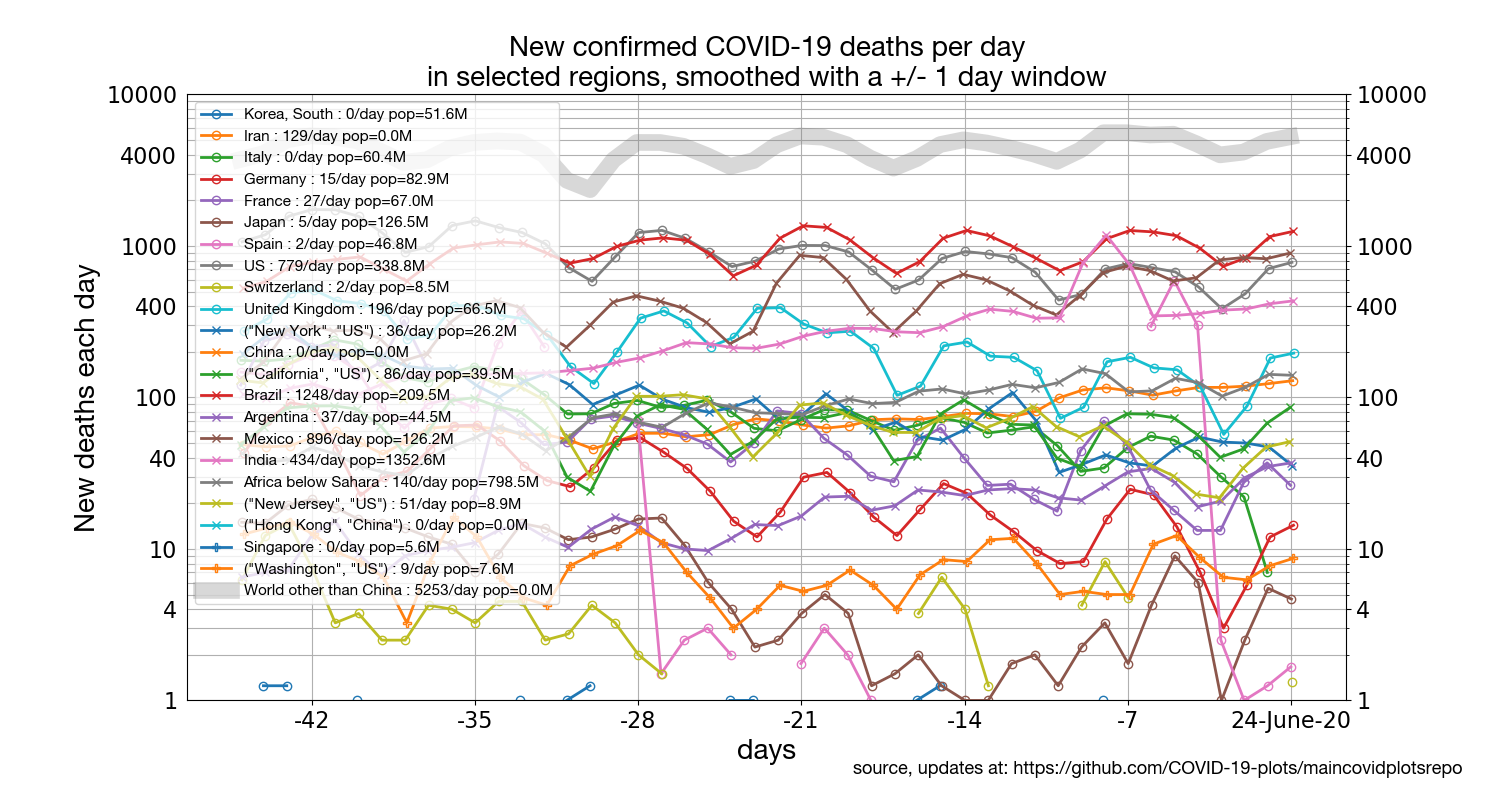 New confirmed COVID-19 deaths per day
in selected regions, smoothed with a +/- 1 day window
10000
4000
1000
400
100
40
10
4
1
New deaths each day
Korea, South : 0/day pop=51.6M
Iran : 129/day pop=0.0M
Italy : 0/day pop=60.4M
Germany : 15/day pop=82.9M
France : 27/day pop=67.0M
Japan : 5/day pop=126.5M
Spain : 2/day pop=46.8M
US : 779/day pop=338.8M
Switzerland : 2/day pop=8.5M
United Kingdom : 196/day pop=66.5M
("New York", "US") : 36/day pop=26.2M
China : 0/day pop=0.0M
("California", "US") : 86/day pop=39.5M
Brazil : 1248/day pop=209.5M
Argentina : 37/day pop=44.5M
Mexico : 896/day pop=126.2M
India : 434/day pop=1352.6M
Africa below Sahara : 140/day pop=798.5M
("New Jersey", "US") : 51/day pop=8.9M
("Hong Kong", "China") : 0/day pop=0.0M
Singapore : 0/day pop=5.6M
("Washington", "US") : 9/day pop=7.6M
World other than China : 5253/day pop=0.0M
10000
4000
1000
400
100
40
10
4
1
-42 -35 -28 -21 -14 -7 24-June-20
days
source, updates at: https://github.com/COVID-19-plots/maincovidplotsrepo